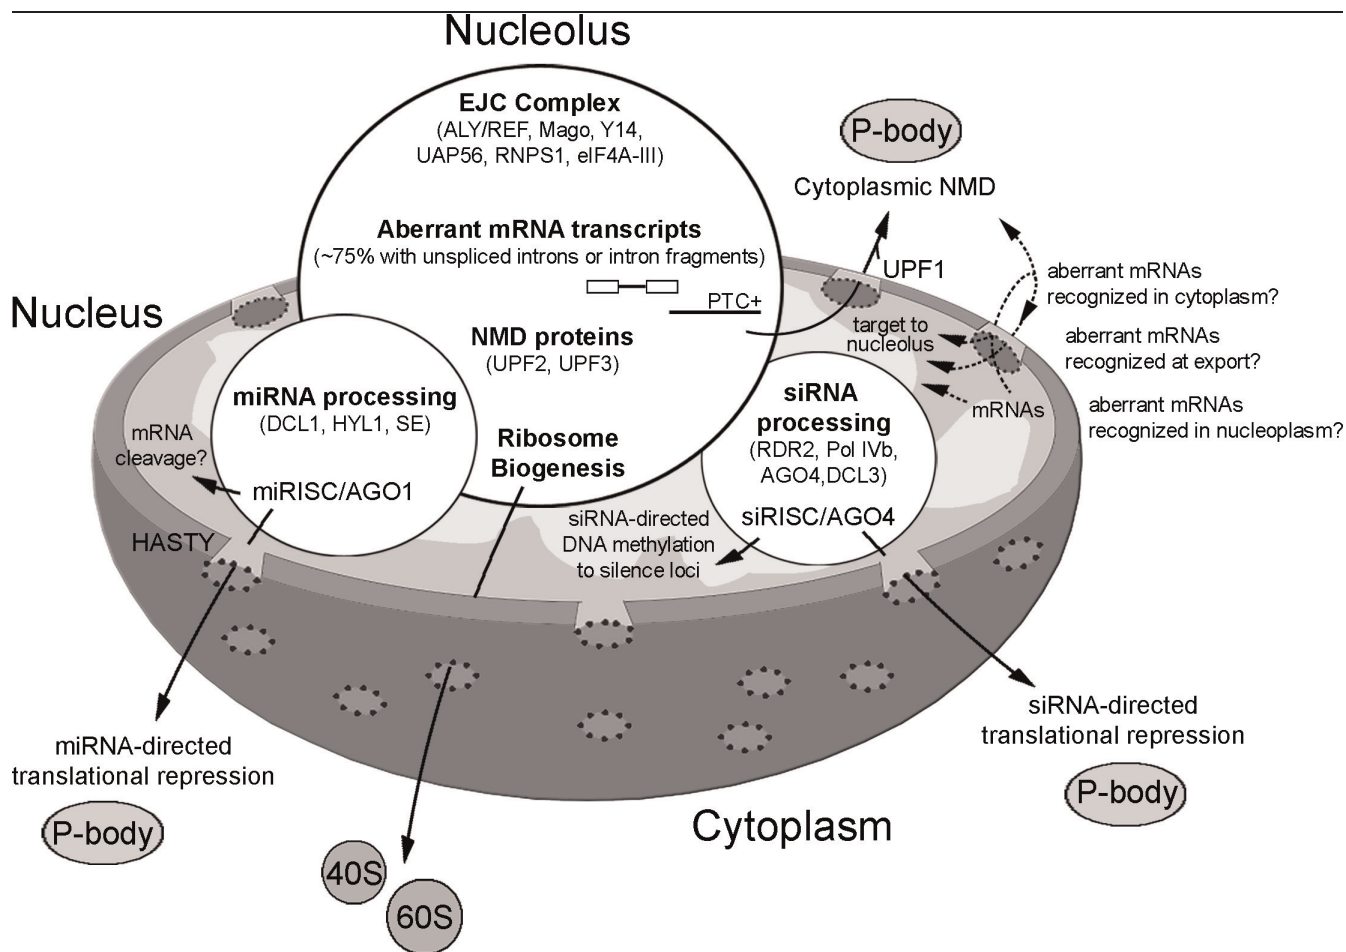 Nucleolus
EJC Complex
(ALY/REF, Mago, Y14,
UAP56, RNPS1, eIF4A-III)
Aberrant mRNA transcripts
(~75% with unspliced introns or intron fragments)
PTC+
NMD proteins
(UPF2, UPF3)
Ribosome
Biogenesis
P-body
Cytoplasmic NMD
UPF1
aberrant mRNAs
recognized in cytoplasm?
target to
nucleolus
aberrant mRNAs
recognized at export?
mRNAs
aberrant mRNAs
recognized in nucleoplasm?
Nucleus
miRNA processing
(DCL1, HYL1, SE)
mRNA
cleavage?
miRISC/AGO1
HASTY
siRNA
processing
(RDR2, Pol IVb,
AGO4,DCL3)
siRISC/AGO4
siRNA-directed
DNA methylation
to silence loci
miRNA-directed
translational repression
P-body
siRNA-directed
translational repression
P-body
Cytoplasm
40S
60S